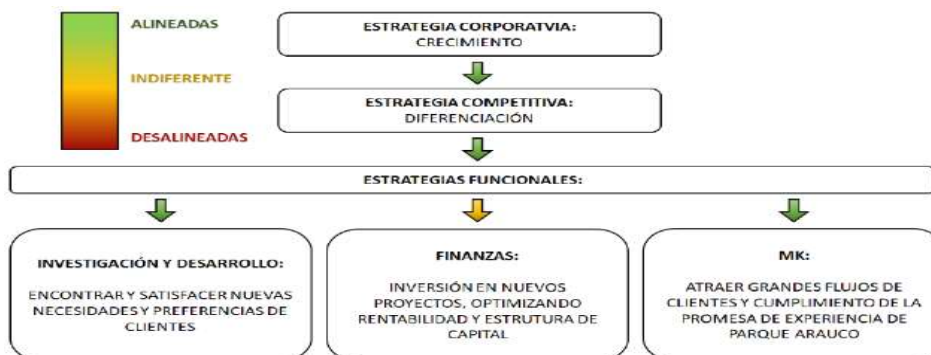 ALINEADAS
INDIFERENTE
DESALINEADAS
ESTRATEGIA CORPORATVIA:
CRECIMIENTO
ESTRATEGIA COMPETITIVA:
DIFERENCIACIÓN
ESTRATEGIAS FUNCIONALES:
INVESTIGACIÓN Y DESARROLLO:
ENCONTRAR Y SATISFACER NUEVAS
NECESIDADES Y PREFERENCIAS DE
CLIENTES
FINANZAS:
INVERSIÓN EN NUEVOS
PROYECTOS, OPTIMIZANDO
RENTABILIDAD Y ESTRUTURA DE
CAPITAL
MK:
ATRAER GRANDES FLUJOS DE
CLIENTES Y CUMPLIMIENTO DE LA
PROMESA DE EXPERIENCIA DE
PARQUE ARAUCO